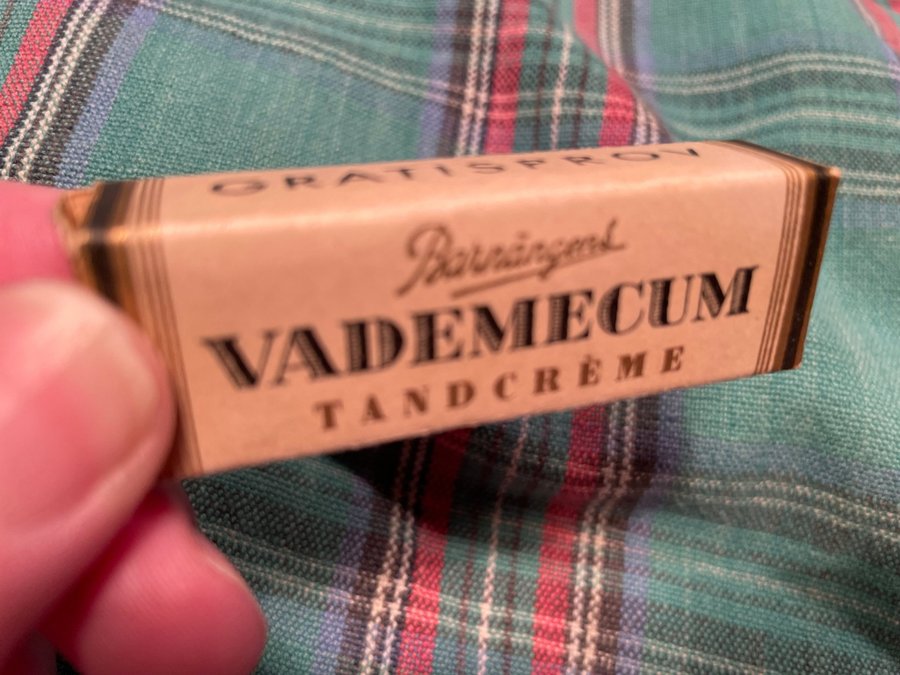 GRATISPROV
Barnängens
VADEMECUM
TANDCRÈME